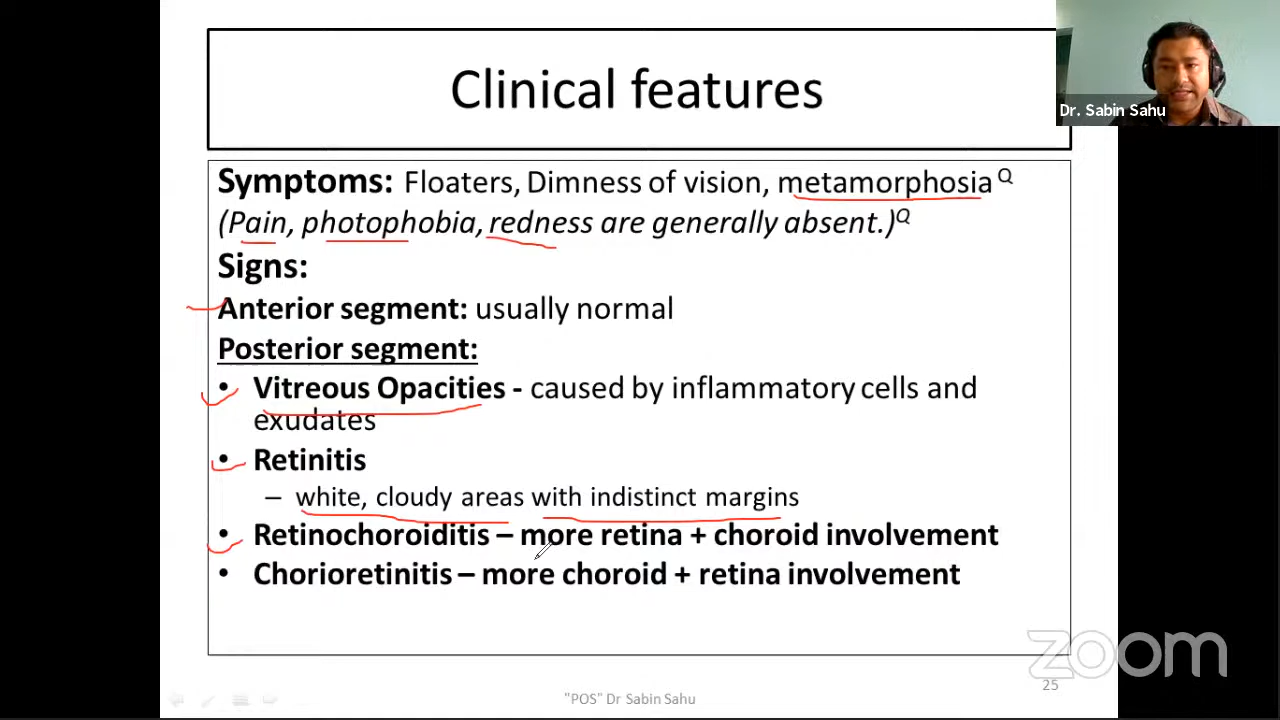 Clinical features
Dr. Sabin Sahu
Symptoms: Floaters, Dimness of vision, metamorphosia Q
(Pain, photophobia, redness are generally absent.)Q
Signs:
Anterior segment: usually normal
Posterior segment:
• Vitreous Opacities - caused by inflammatory cells and
exudates
• Retinitis
– white, cloudy areas with indistinct margins
• Retinochoroiditis – more retina + choroid involvement
• Chorioretinitis – more choroid + retina involvement
zoom
25
"POS" Dr Sabin Sahu